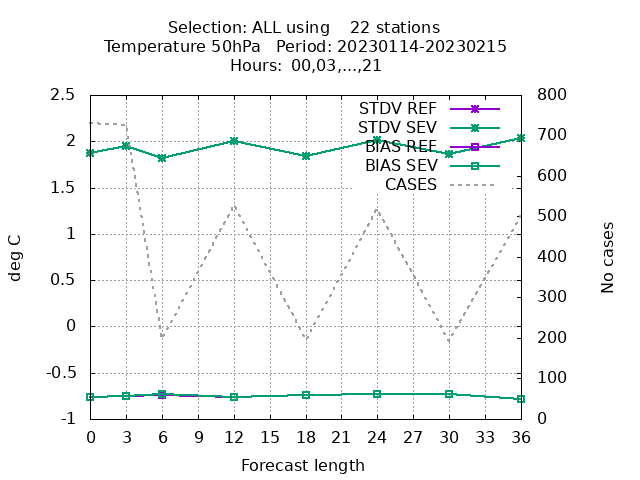 Selection: ALL using 22 stations
Temperature 50hPa Period: 20230114-20230215
Hours: 00,03,...,21
STDV REF
STDV SEV
BIAS REF
BIAS SEV
CASES
2.5
2
1.5
1
0.5
0
-0.5
-1
deg C
800
700
600
500
400
300
200
100
0
No cases
0 3 6 9 12 15 18 21 24 27 30 33 36
Forecast length